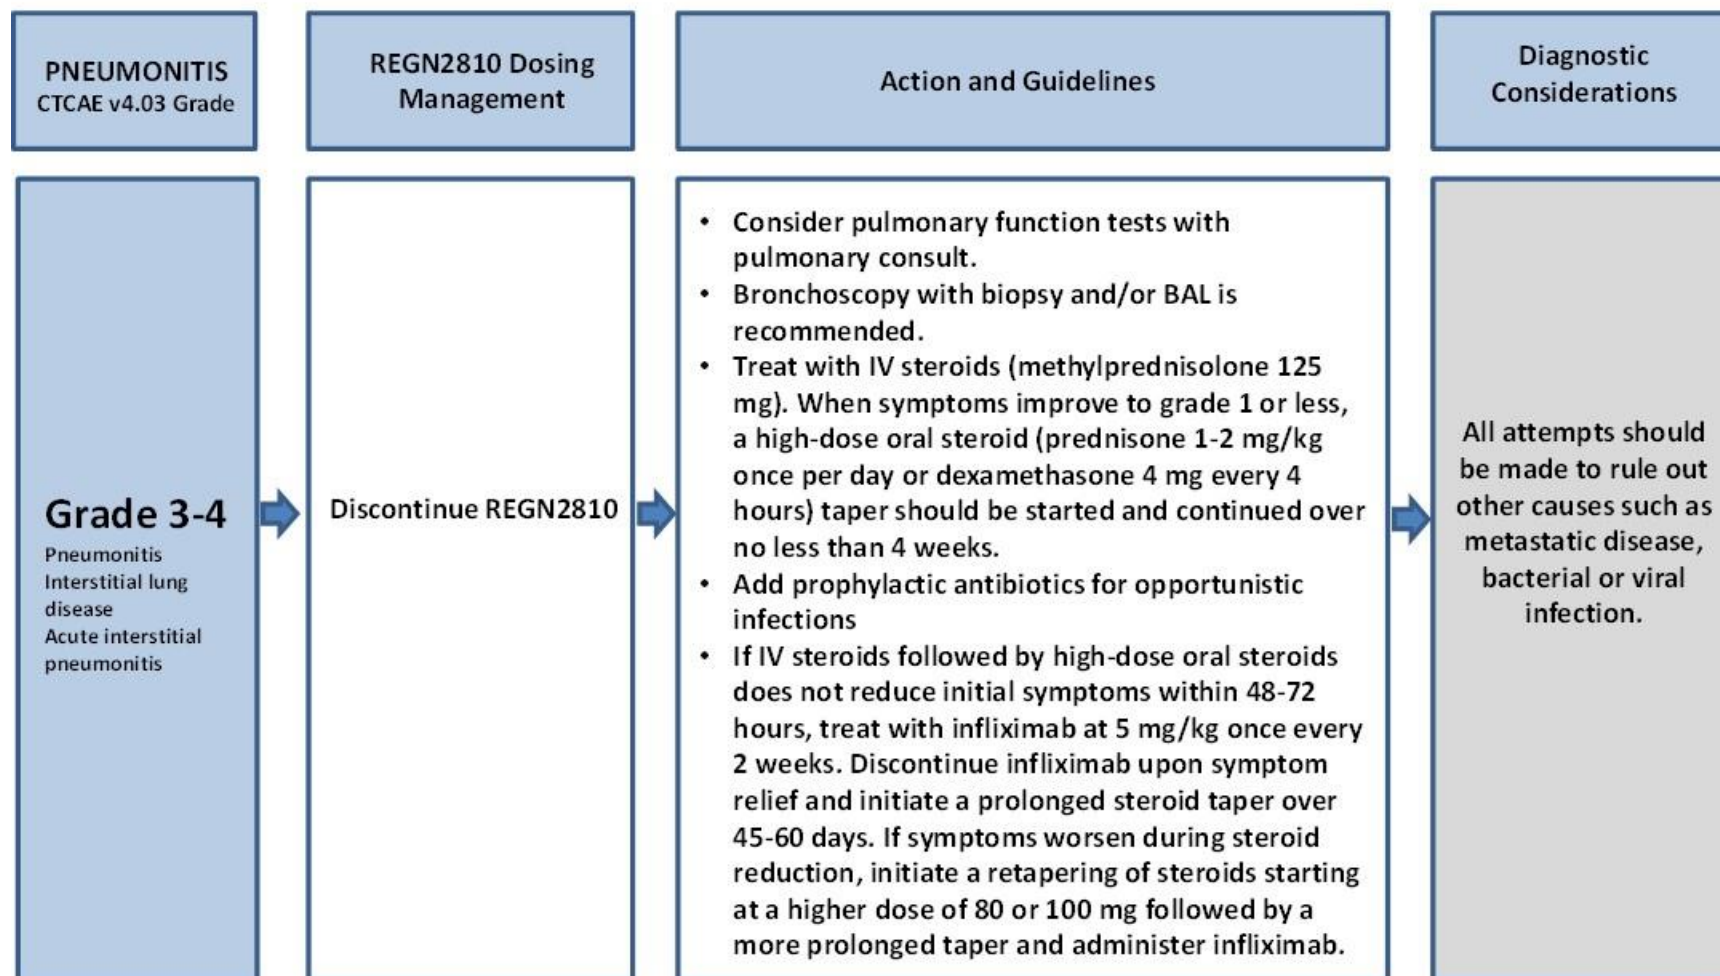 PNEUMONITIS
CTCAE v4.03 Grade
REGN2810 Dosing
Management
Action and Guidelines
Diagnostic
Considerations
Grade 3-4
Pneumonitis
Interstitial lung
disease
Acute interstitial
pneumonitis
Discontinue REGN2810
• Consider pulmonary function tests with
pulmonary consult.
• Bronchoscopy with biopsy and/or BAL is
recommended.
• Treat with IV steroids (methylprednisolone 125
mg). When symptoms improve to grade 1 or less,
a high-dose oral steroid (prednisone 1-2 mg/kg
once per day or dexamethasone 4 mg every 4
hours) taper should be started and continued over
no less than 4 weeks.
• Add prophylactic antibiotics for opportunistic
infections
• If IV steroids followed by high-dose oral steroids
does not reduce initial symptoms within 48-72
hours, treat with infliximab at 5 mg/kg once every
2 weeks. Discontinue infliximab upon symptom
relief and initiate a prolonged steroid taper over
45-60 days. If symptoms worsen during steroid
reduction, initiate a retapering of steroids starting
at a higher dose of 80 or 100 mg followed by a
more prolonged taper and administer infliximab.
All attempts should
be made to rule out
other causes such as
metastatic disease,
bacterial or viral
infection.